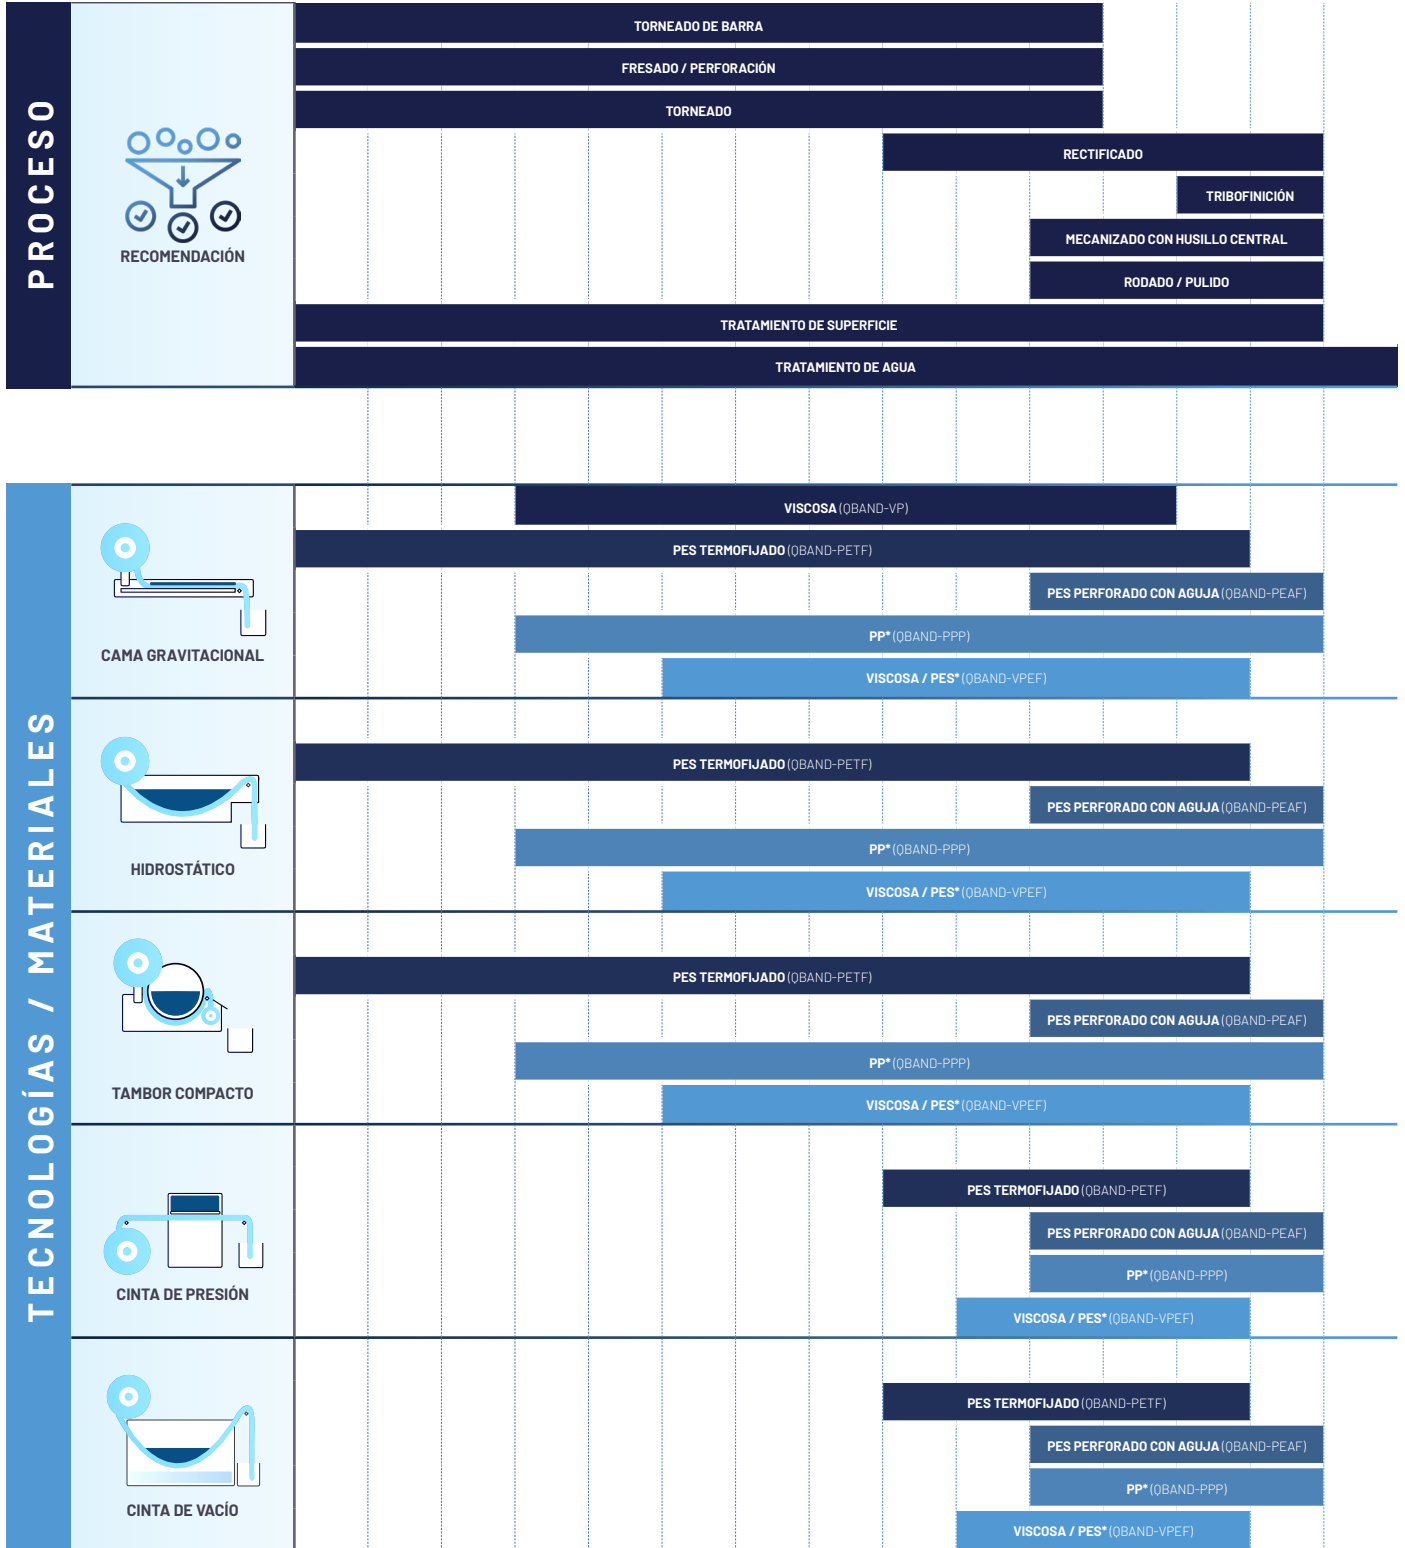 PROCESO
RECOMENDACIÓN
TORNEADO DE BARRA
FRESADO / PERFORACIÓN
TORNEADO
RECTIFICADO
TRIBOFINICIÓN
MECANIZADO CON HUSILLO CENTRAL
RODADO / PULIDO
TRATAMIENTO DE SUPERFICIE
TRATAMIENTO DE AGUA
TECNOLOGÍAS / MATERIALES
CAMA GRAVITACIONAL
VISCOSA (QBAND-VP)
PES TERMOFIJADO (QBAND-PETF)
PES PERFORADO CON AGUJA (QBAND-PEAF)
PP* (QBAND-PPP)
VISCOSA / PES* (QBAND-VPEF)
HIDROSTÁTICO
PES TERMOFIJADO (QBAND-PETF)
PES PERFORADO CON AGUJA (QBAND-PEAF)
PP* (QBAND-PPP)
VISCOSA / PES* (QBAND-VPEF)
TAMBOR COMPACTO
PES TERMOFIJADO (QBAND-PETF)
PES PERFORADO CON AGUJA (QBAND-PEAF)
PP* (QBAND-PPP)
VISCOSA / PES* (QBAND-VPEF)
CINTA DE PRESIÓN
PES TERMOFIJADO (QBAND-PETF)
PES PERFORADO CON AGUJA (QBAND-PEAF)
PP* (QBAND-PPP)
VISCOSA / PES* (QBAND-VPEF)
CINTA DE VACÍO
PES TERMOFIJADO (QBAND-PETF)
PES PERFORADO CON AGUJA (QBAND-PEAF)
PP* (QBAND-PPP)
VISCOSA / PES* (QBAND-VPEF)